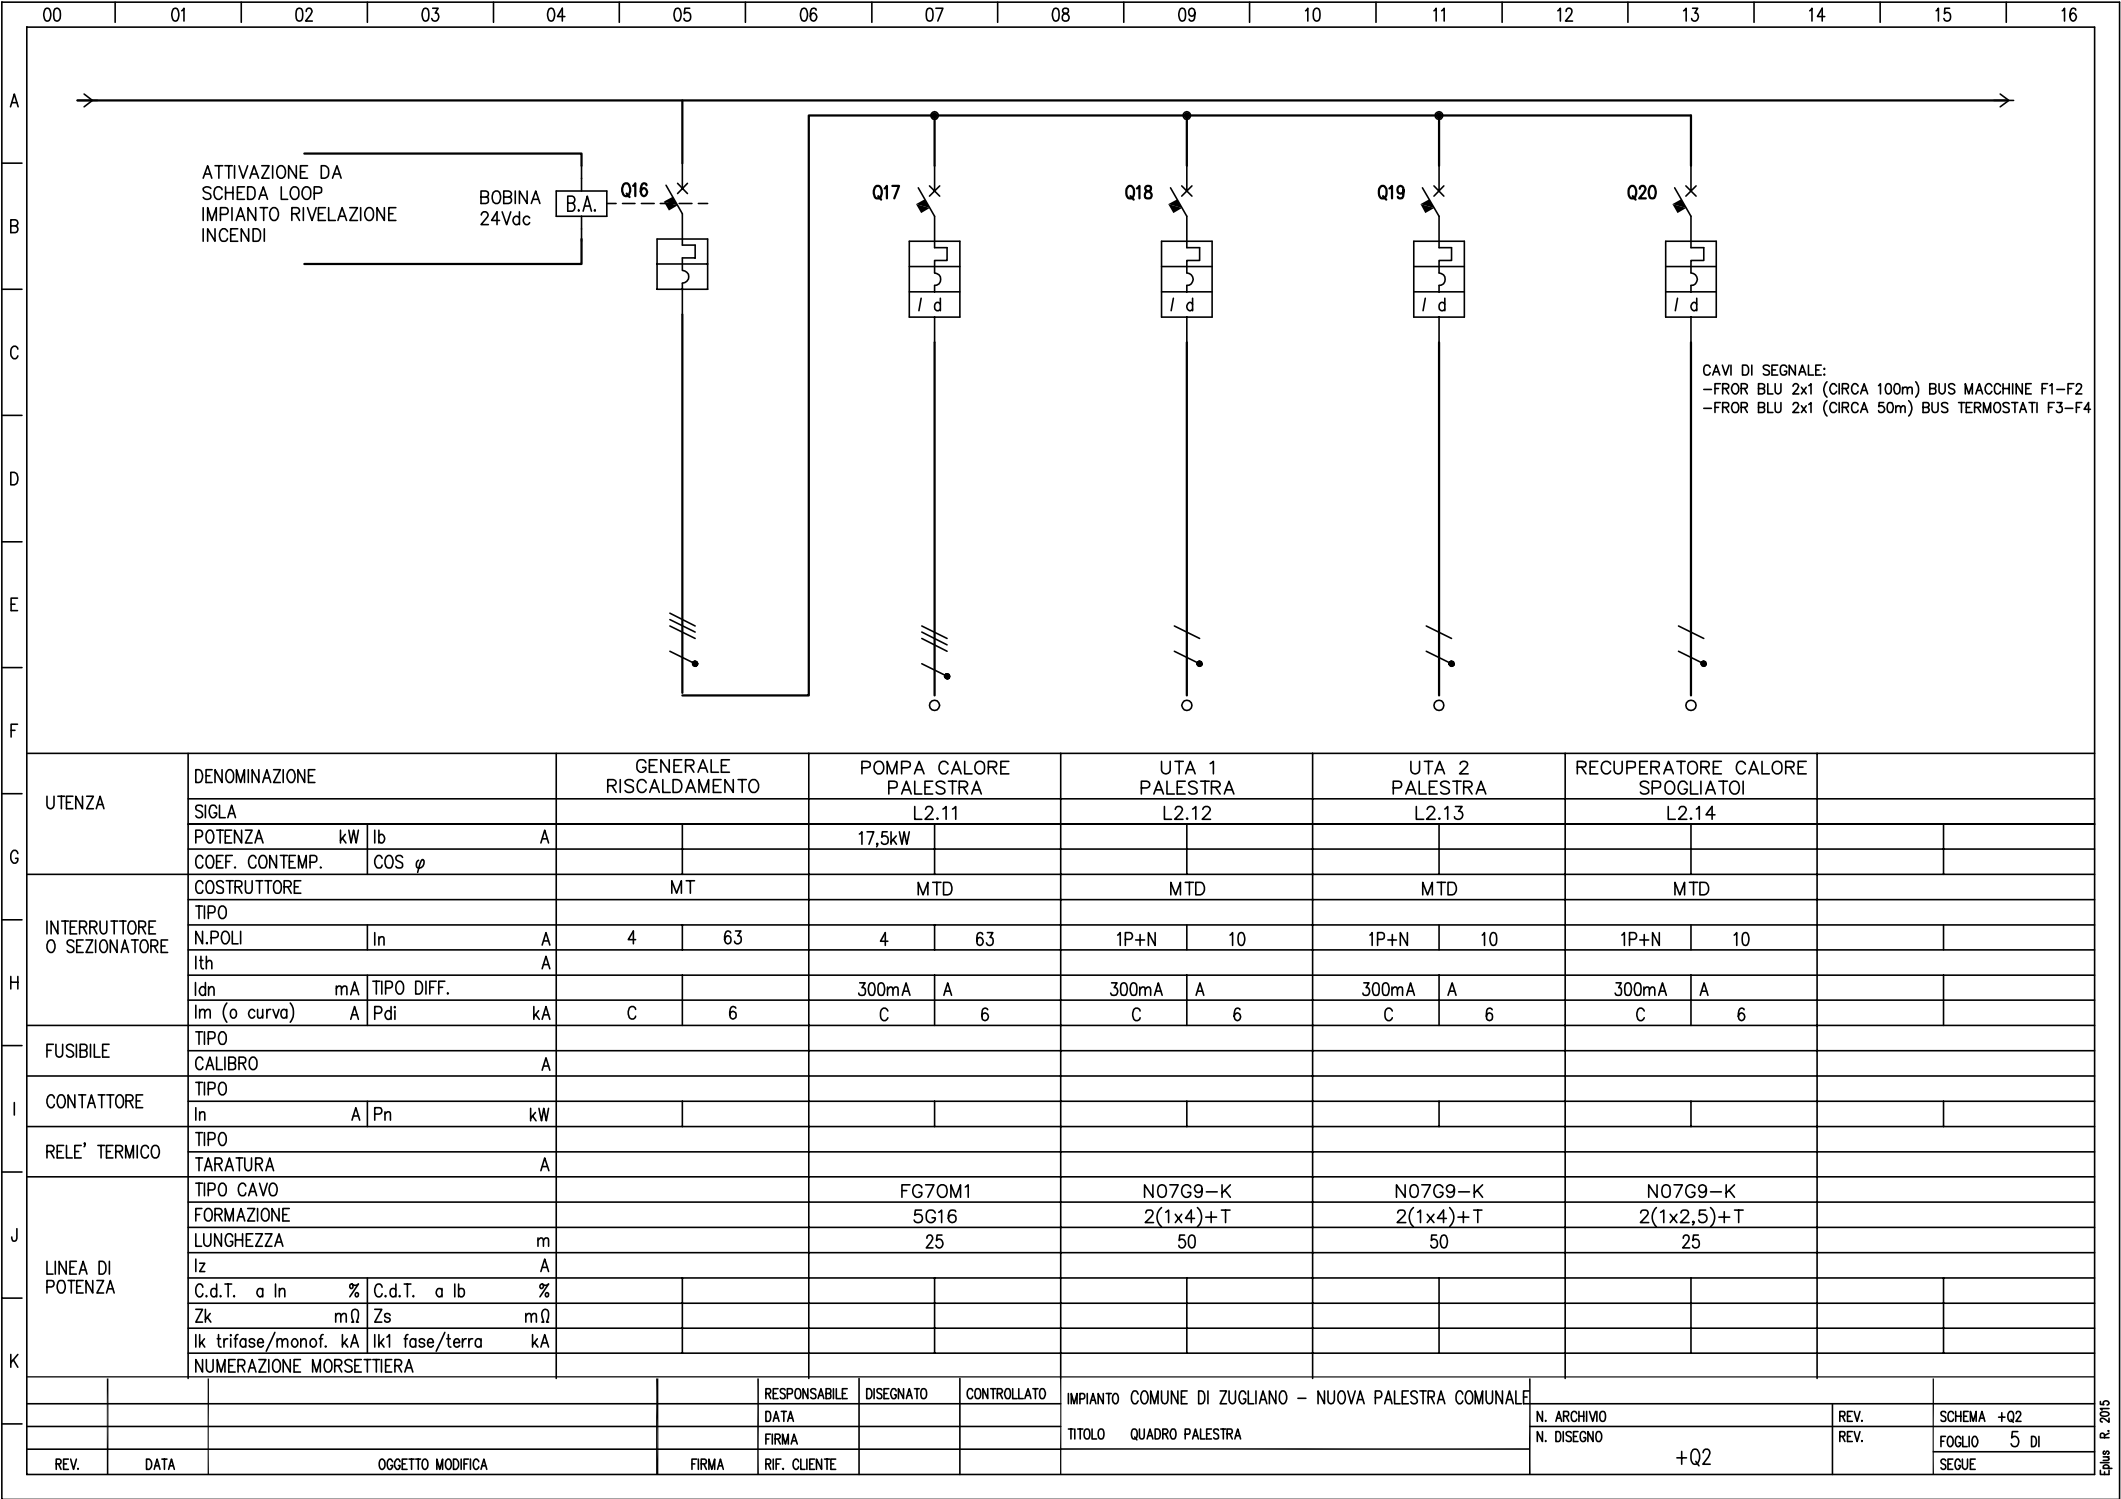 00 01 02 03 04 05 06 07 08 09 10 11 12 13 14 15 16
A
B
C
D
E
F
G
H
I
J
K
ATTIVAZIONE DA
SCHEDA LOOP
IMPIANTO RIVELAZIONE
INCENDI
BOBINA
24Vdc
B.A.
Q16
Q17
Q18
Q19
Q20
I d
I d
I d
I d
CAVI DI SEGNALE:
-FROR BLU 2x1 (CIRCA 100m) BUS MACCHINE F1-F2
-FROR BLU 2x1 (CIRCA 50m) BUS TERMOSTATI F3-F4
UTENZA
DENOMINAZIONE
GENERALE
RISCALDAMENTO
POMPA CALORE
PALESTRA
UTA 1
PALESTRA
UTA 2
PALESTRA
RECUPERATORE CALORE
SPOGLIATOI
SIGLA L2.11 L2.12 L2.13 L2.14
POTENZA kW Ib A 17,5kW
COEF. CONTEMP. COS φ
INTERRUTTORE
O SEZIONATORE
COSTRUTTORE MT MTD MTD MTD MTD
TIPO
N.POLI In A 4 63 4 63 1P+N 10 1P+N 10 1P+N 10
Ith A
Idn mA TIPO DIFF. 300mA A 300mA A 300mA A 300mA A
Im (o curva) A Pdi kA C 6 C 6 C 6 C 6 C 6
FUSIBILE
TIPO
CALIBRO A
CONTATTORE
TIPO
In A Pn kW
RELE' TERMICO
TIPO
TARATURA A
LINEA DI
POTENZA
TIPO CAVO FG7OM1 N07G9-K N07G9-K N07G9-K
FORMAZIONE 5G16 2(1x4)+T 2(1x4)+T 2(1x2,5)+T
LUNGHEZZA m 25 50 50 25
Iz A
C.d.T. a In % C.d.T. a Ib %
Zk mΩ Zs mΩ
Ik trifase/monof. kA Ik1 fase/terra kA
NUMERAZIONE MORSETTIERA
REV. DATA OGGETTO MODIFICA FIRMA
RESPONSABILE DISEGNATO CONTROLLATO
DATA
FIRMA
RIF. CLIENTE
IMPIANTO COMUNE DI ZUGLIANO - NUOVA PALESTRA COMUNALE
TITOLO QUADRO PALESTRA
N. ARCHIVIO REV.
N. DISEGNO REV.
+Q2
SCHEMA +Q2
FOGLIO 5 DI
SEGUE
Eplus R. 2015